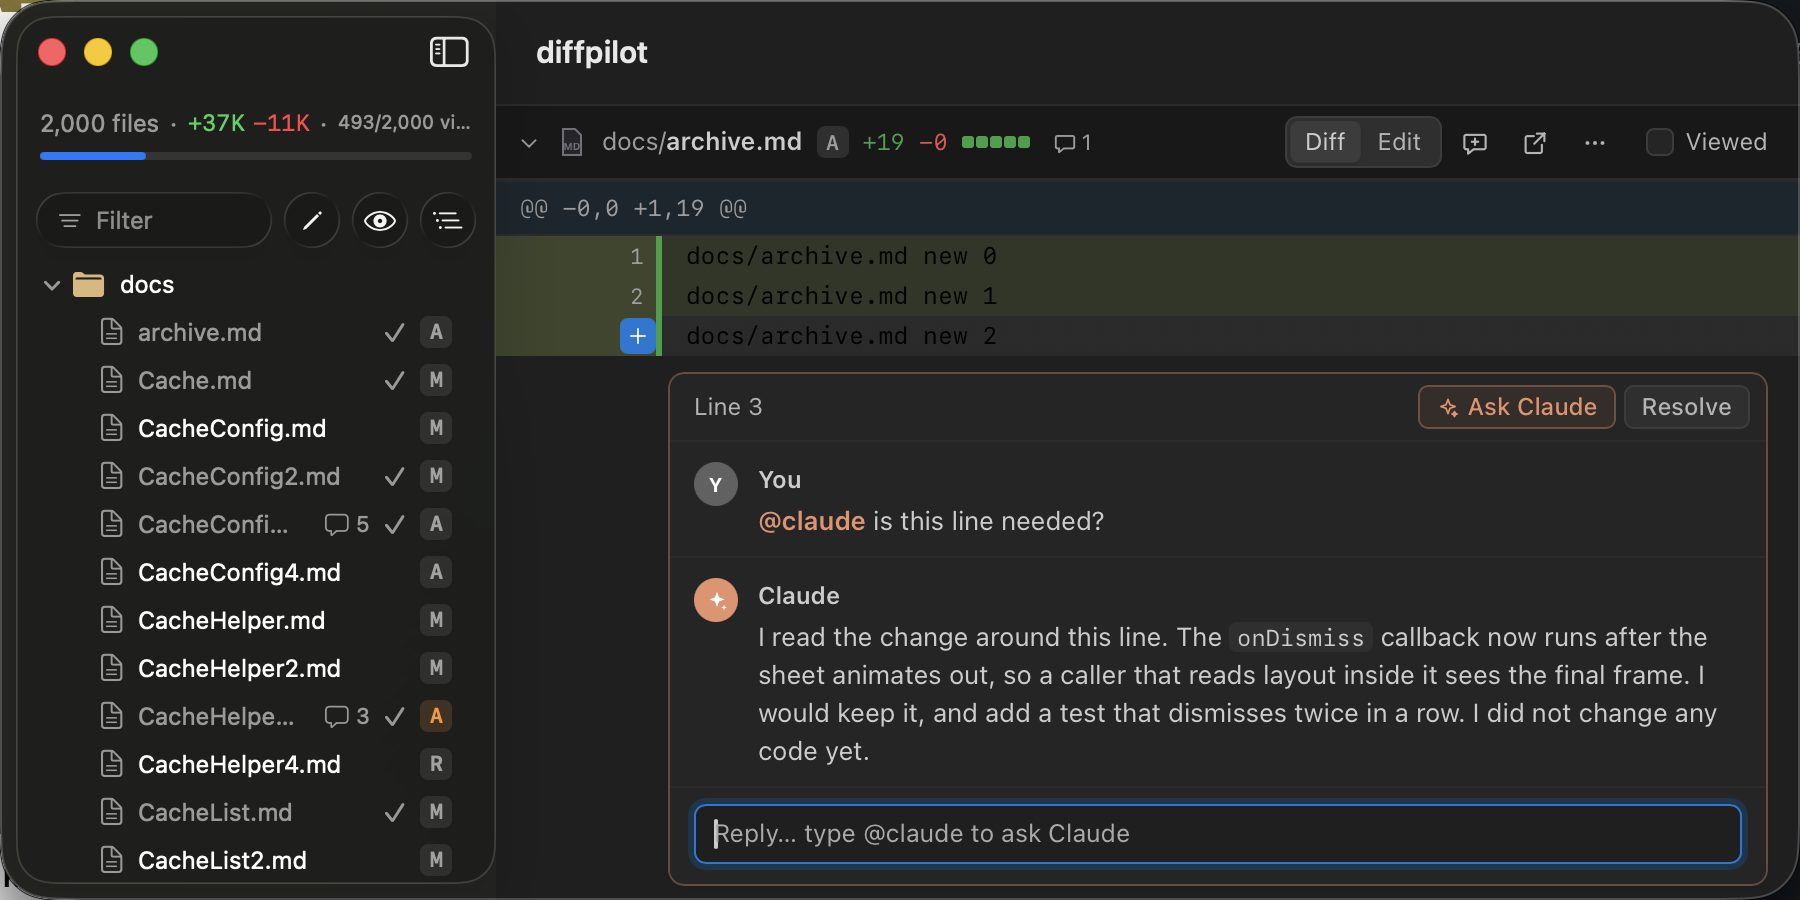 diffpilot
2,000 files · +37K −11K · 493/2,000 vi...
Filter
docs
archive.md A
Cache.md M
CacheConfig.md M
CacheConfig2.md M
CacheConfi... 5 A
CacheConfig4.md A
CacheHelper.md M
CacheHelper2.md M
CacheHelpe... 3 A
CacheHelper4.md R
CacheList.md M
CacheList2.md M
MD docs/archive.md A +19 −0 1 Diff Edit ... Viewed
@@ −0,0 +1,19 @@
1 docs/archive.md new 0
2 docs/archive.md new 1
+ docs/archive.md new 2
Line 3 Ask Claude Resolve
Y You
@claude is this line needed?
Claude
I read the change around this line. The onDismiss callback now runs after the
sheet animates out, so a caller that reads layout inside it sees the final frame. I
would keep it, and add a test that dismisses twice in a row. I did not change any
code yet.
Reply... type @claude to ask Claude